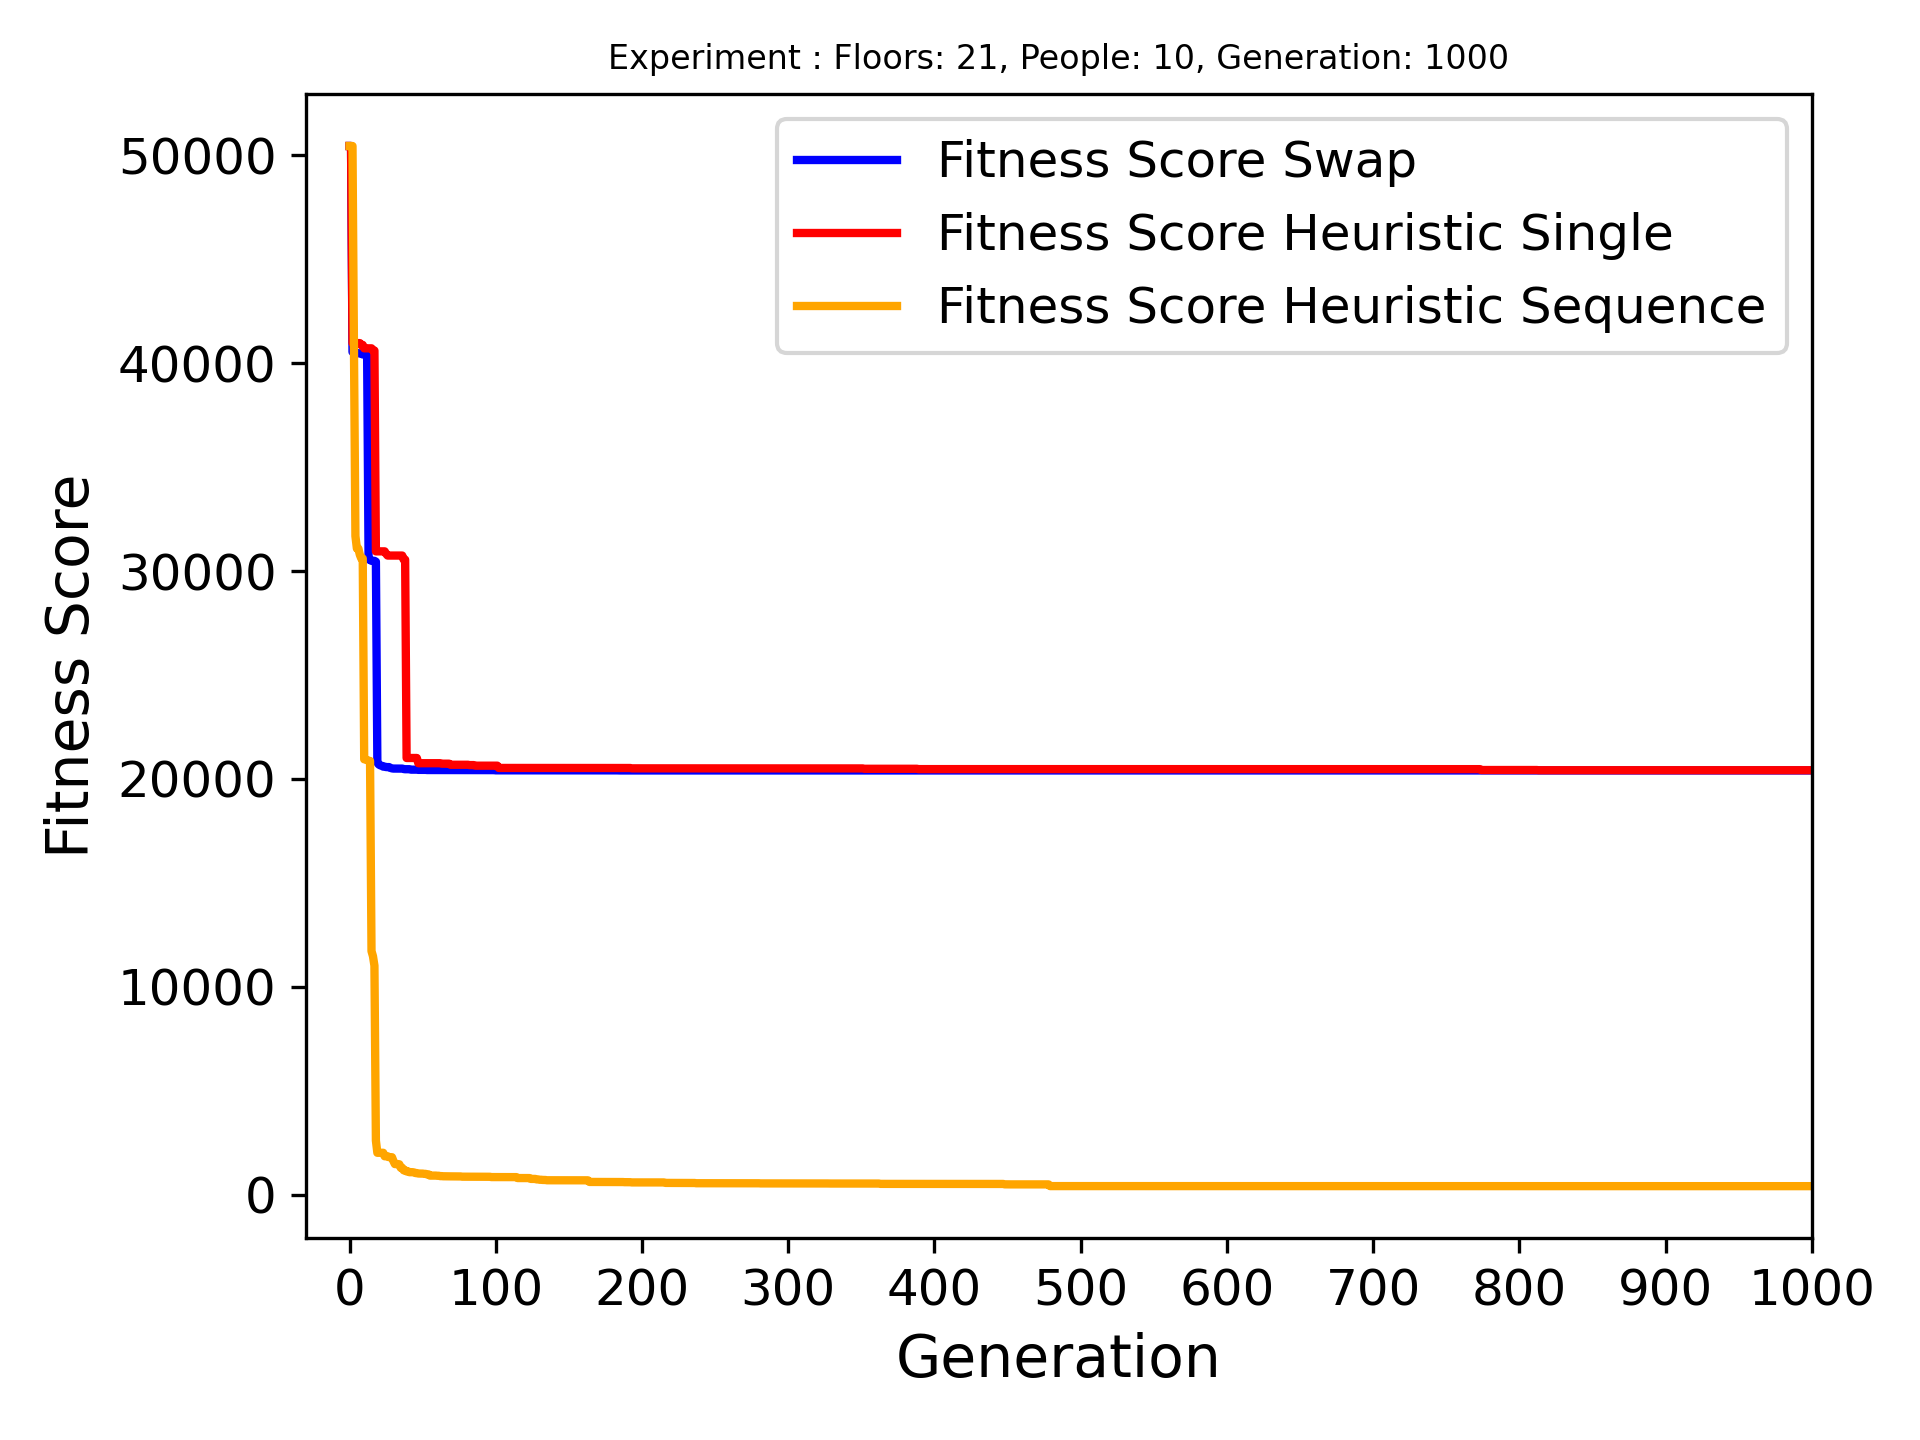 Experiment : Floors: 21, People: 10, Generation: 1000
Fitness Score Swap
Fitness Score Heuristic Single
Fitness Score Heuristic Sequence
50000
40000
30000
20000
10000
0
Fitness Score
0 100 200 300 400 500 600 700 800 900 1000
Generation